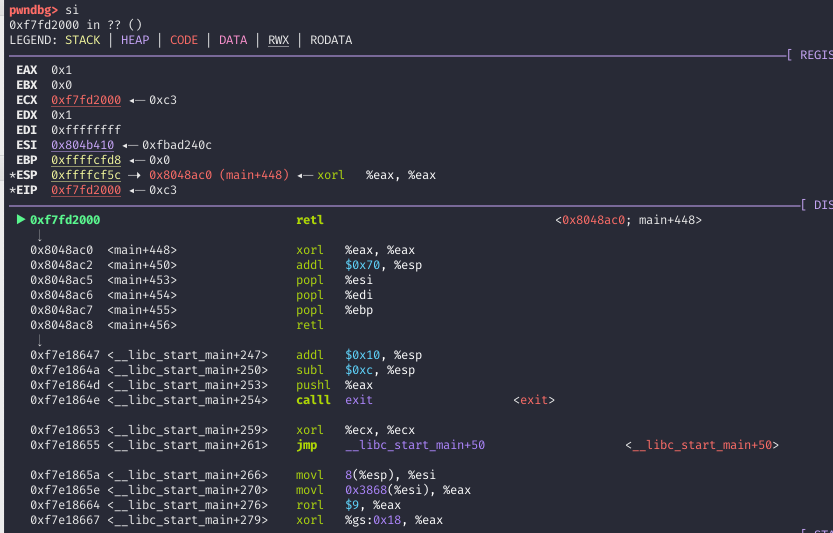 pwndbg> si
0xf7fd2000 in ?? ()
LEGEND: STACK | HEAP | CODE | DATA | RWX | RODATA
[ REGIS
EAX 0x1
EBX 0x0
ECX 0xf7fd2000 ◂— 0xc3
EDX 0x1
EDI 0xffffffff
ESI 0x804b410 ◂— 0xfbad240c
EBP 0xffffcfd8 ◂— 0x0
*ESP 0xffffcf5c —▸ 0x8048ac0 (main+448) ◂— xorl %eax, %eax
*EIP 0xf7fd2000 ◂— 0xc3
[ DIS
► 0xf7fd2000 retl <0x8048ac0; main+448>
↓
0x8048ac0 <main+448> xorl %eax, %eax
0x8048ac2 <main+450> addl $0x70, %esp
0x8048ac5 <main+453> popl %esi
0x8048ac6 <main+454> popl %edi
0x8048ac7 <main+455> popl %ebp
0x8048ac8 <main+456> retl
↓
0xf7e18647 <__libc_start_main+247> addl $0x10, %esp
0xf7e1864a <__libc_start_main+250> subl $0xc, %esp
0xf7e1864d <__libc_start_main+253> pushl %eax
0xf7e1864e <__libc_start_main+254> calll exit <exit>
0xf7e18653 <__libc_start_main+259> xorl %ecx, %ecx
0xf7e18655 <__libc_start_main+261> jmp __libc_start_main+50 <__libc_start_main+50>
0xf7e1865a <__libc_start_main+266> movl 8(%esp), %esi
0xf7e1865e <__libc_start_main+270> movl 0x3868(%esi), %eax
0xf7e18664 <__libc_start_main+276> rorl $9, %eax
0xf7e18667 <__libc_start_main+279> xorl %gs:0x18, %eax